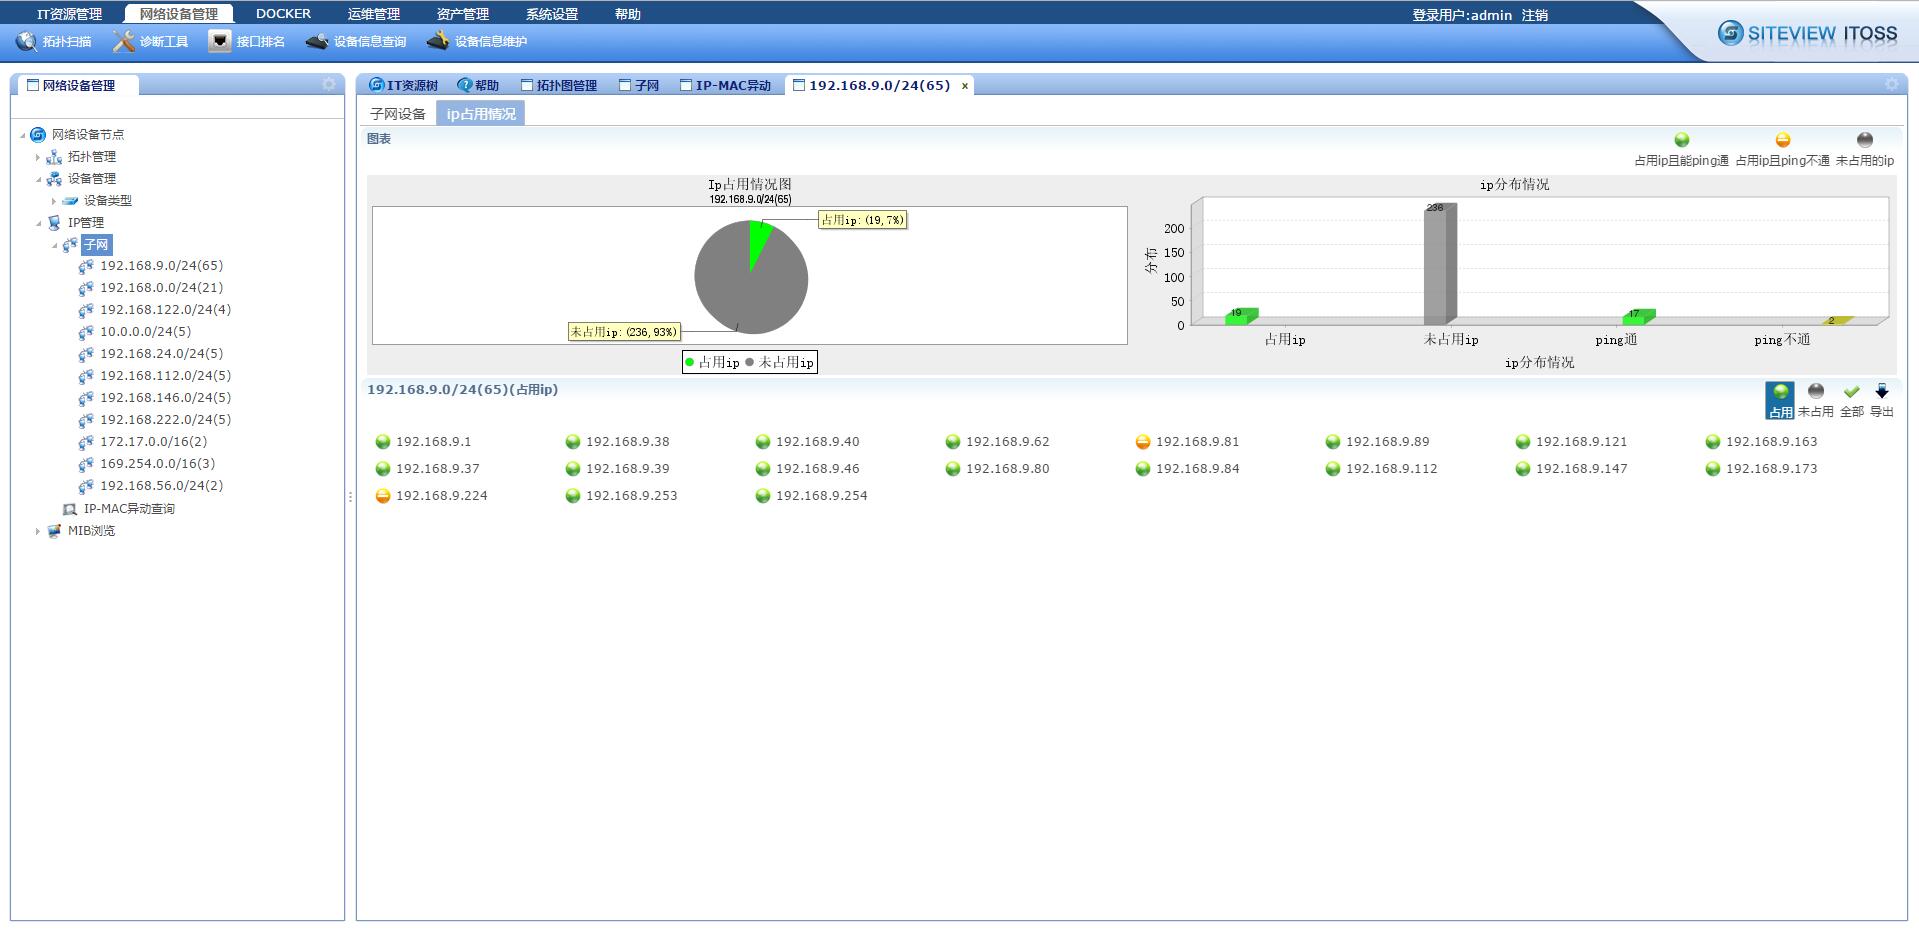 IT资源管理 网络设备管理 DOCKER 运维管理 资产管理 系统设置 帮助 登录用户:admin 注销
拓扑扫描 诊断工具 接口排名 设备信息查询 设备信息维护 SITEVIEW ITOSS
网络设备管理
网络设备节点
拓扑管理
设备管理
设备类型
IP管理
子网
192.168.9.0/24(65)
192.168.0.0/24(21)
192.168.122.0/24(4)
10.0.0.0/24(5)
192.168.24.0/24(5)
192.168.112.0/24(5)
192.168.146.0/24(5)
192.168.222.0/24(5)
172.17.0.0/16(2)
169.254.0.0/16(3)
192.168.56.0/24(2)
IP-MAC异动查询
MIB浏览
IT资源树 帮助 拓扑图管理 子网 IP-MAC异动 192.168.9.0/24(65) x
子网设备 ip占用情况
图表
占用ip且能ping通 占用ip且ping不通 未占用的ip
Ip占用情况图
192.168.9.0/24(65)
占用ip:(19,7%)
未占用ip:(236,93%)
占用ip 未占用ip
ip分布情况
分布
200
150
100
50
0
19 236 17 2
占用ip 未占用ip ping通 ping不通
ip分布情况
192.168.9.0/24(65)(占用ip)
占用 未占用 全部 导出
192.168.9.1 192.168.9.38 192.168.9.40 192.168.9.62 192.168.9.81 192.168.9.89 192.168.9.121 192.168.9.163
192.168.9.37 192.168.9.39 192.168.9.46 192.168.9.80 192.168.9.84 192.168.9.112 192.168.9.147 192.168.9.173
192.168.9.224 192.168.9.253 192.168.9.254